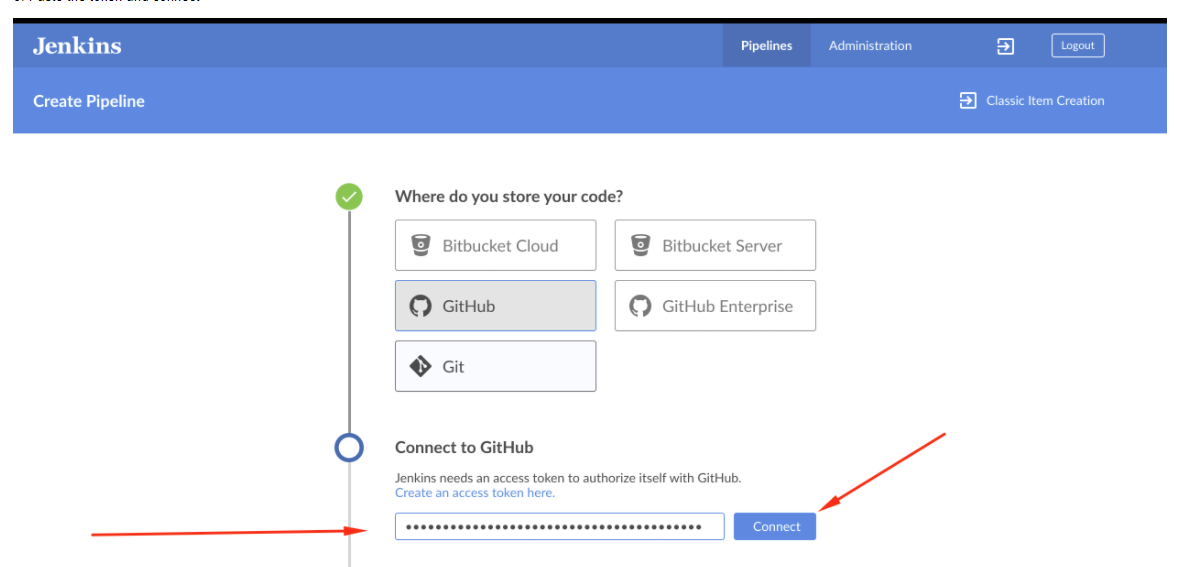 Jenkins
Pipelines
Administration
Logout
Create Pipeline
Classic Item Creation
Where do you store your code?
Bitbucket Cloud
Bitbucket Server
GitHub
GitHub Enterprise
Git
Connect to GitHub
Jenkins needs an access token to authorize itself with GitHub.
Create an access token here.
Connect